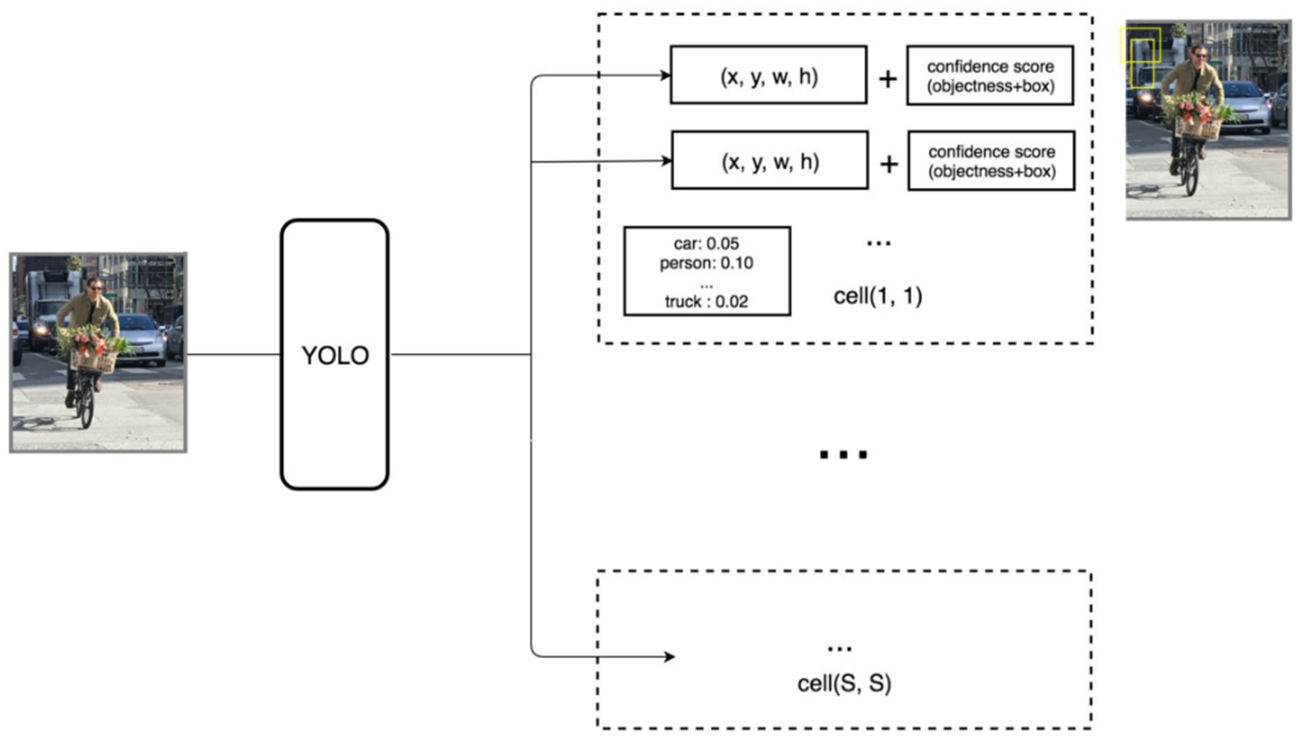 YOLO
(x, y, w, h)
+
confidence score
(objectness+box)
(x, y, w, h)
+
confidence score
(objectness+box)
car: 0.05
person: 0.10
...
truck : 0.02
...
cell(1, 1)
...
...
cell(S, S)